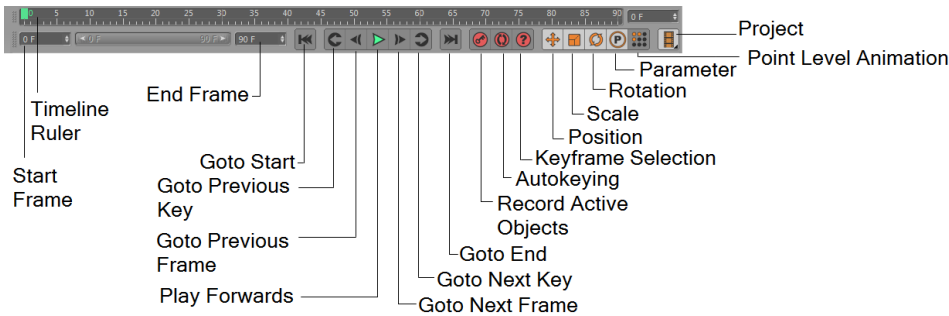 0 5 10 15 20 25 30 35 40 45 50 55 60 65 70 75 80 85 90 0 F
0 F 0 F 90 F 90 F ? P
Project
Point Level Animation
Parameter
Rotation
Scale
Position
Keyframe Selection
Autokeying
Record Active
Objects
Goto End
Goto Next Key
Goto Next Frame
End Frame
Timeline
Ruler
Start
Frame
Goto Start
Goto Previous
Key
Goto Previous
Frame
Play Forwards